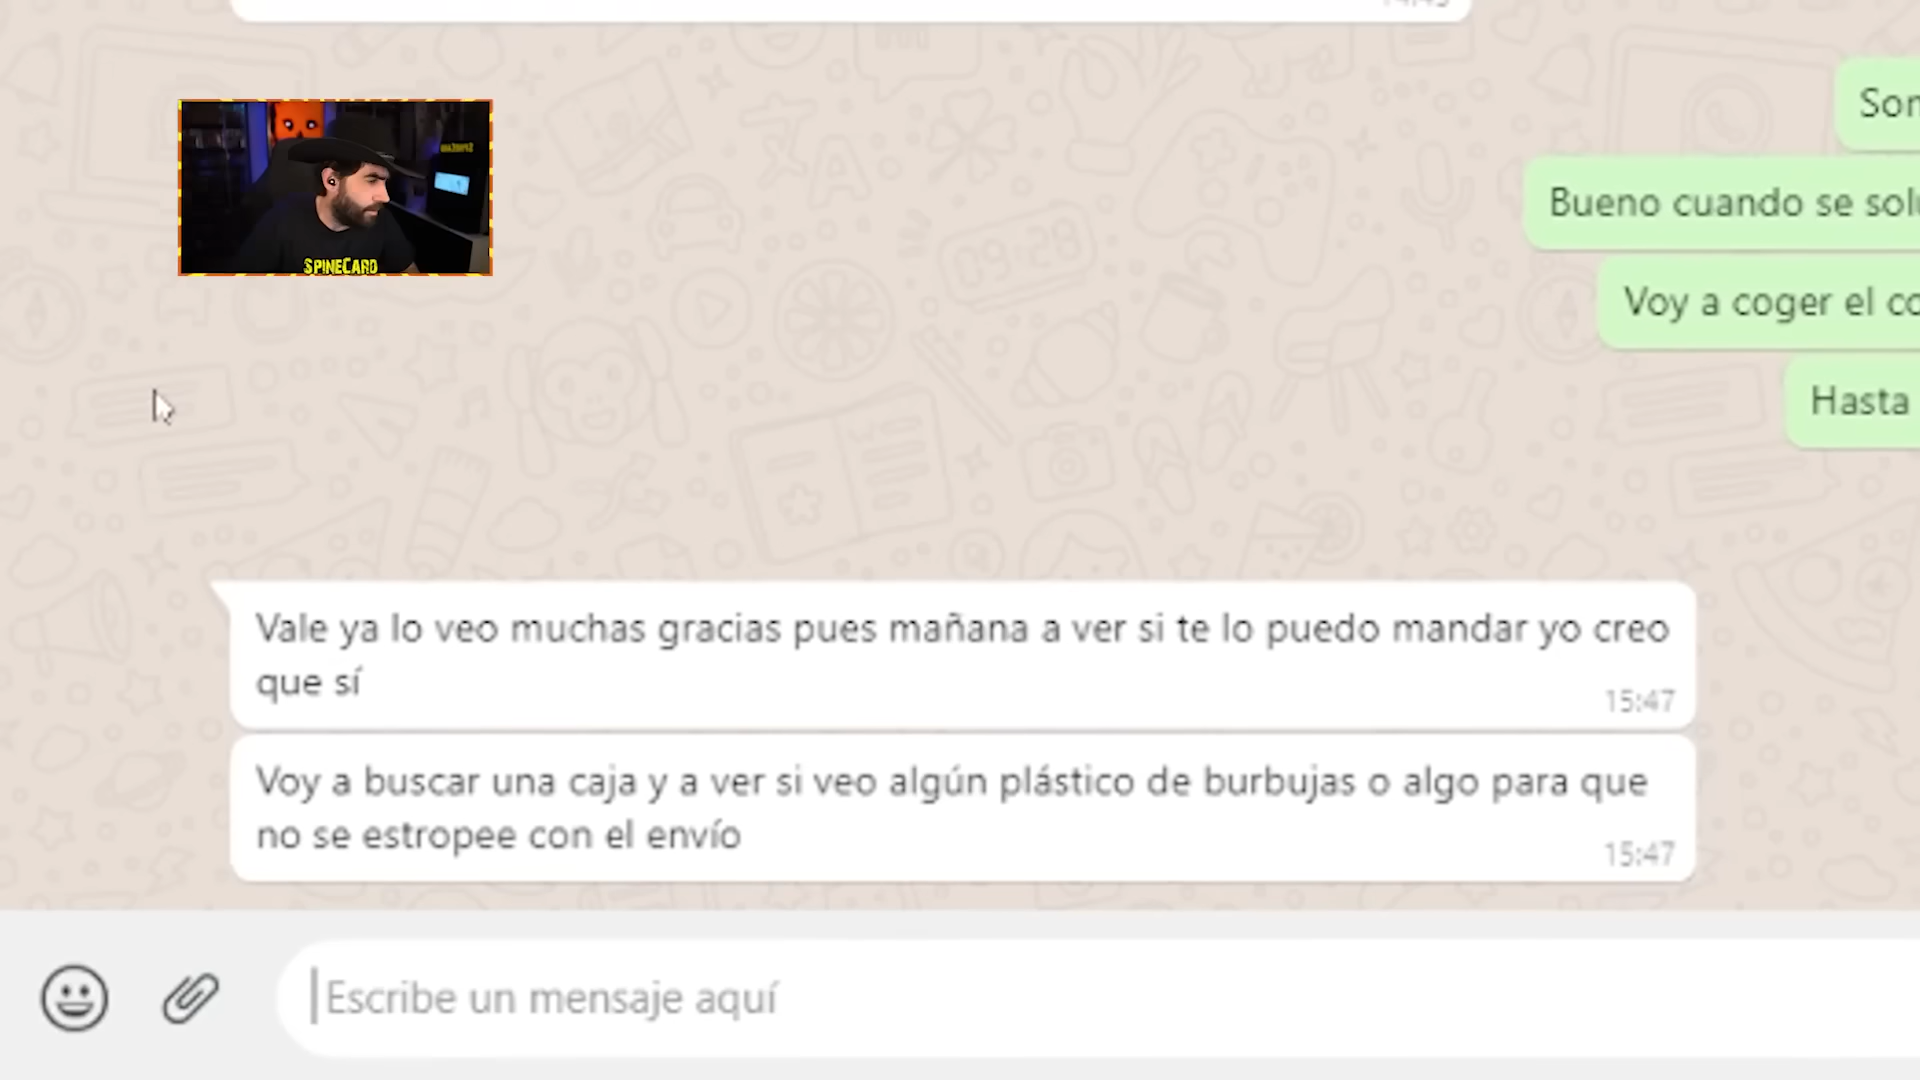 Bueno cuando se
Voy a coger el
Hasta
SPINECARD
Vale ya lo veo muchas gracias pues mañana a ver si te lo puedo mandar yo creo
que sí
15:47
Voy a buscar una caja y a ver si veo algún plástico de burbujas o algo para que
no se estropee con el envío
15:47
Escribe un mensaje aquí